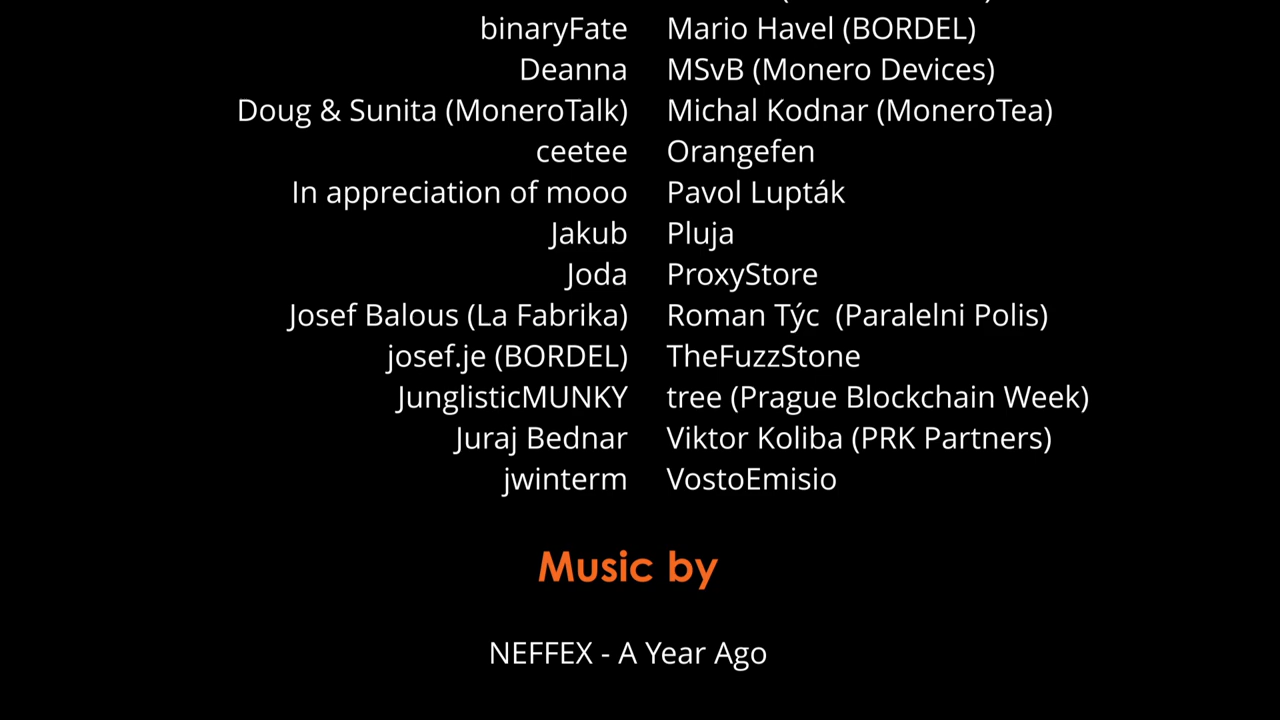 binaryFate Mario Havel (BORDEL)
Deanna MSvB (Monero Devices)
Doug & Sunita (MoneroTalk) Michal Kodnar (MoneroTea)
ceetee Orangefen
In appreciation of mooo Pavol Lupták
Jakub Pluja
Joda ProxyStore
Josef Balous (La Fabrika) Roman Týc (Paralelni Polis)
josef.je (BORDEL) TheFuzzStone
JunglisticMUNKY tree (Prague Blockchain Week)
Juraj Bednar Viktor Koliba (PRK Partners)
jwinterm VostoEmisio
Music by
NEFFEX - A Year Ago